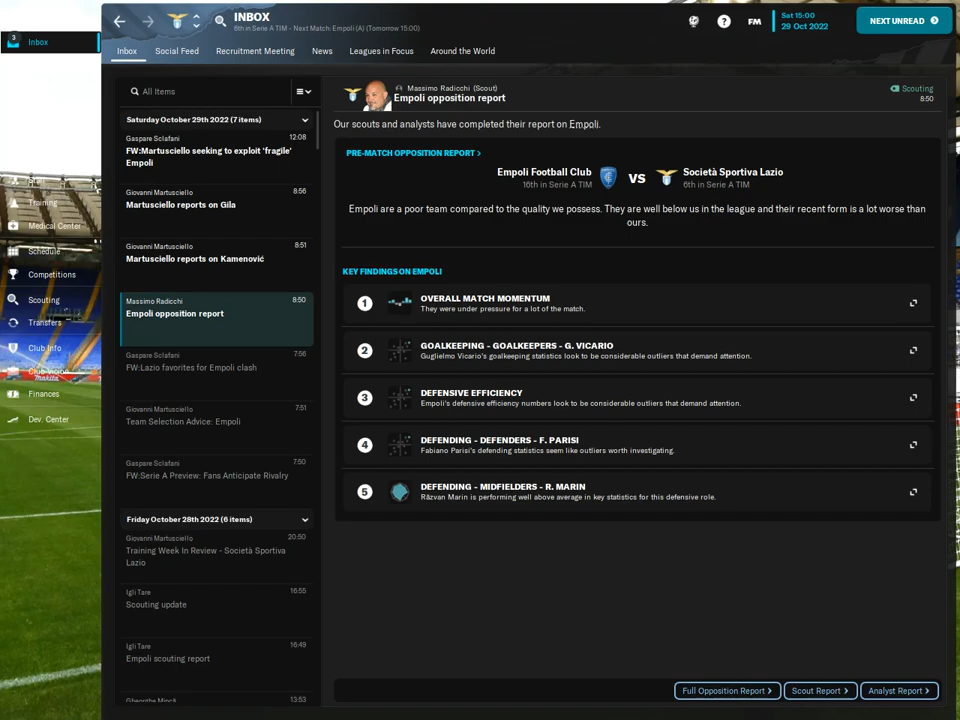 INBOX
6th in Serie A TIM - Next Match: Empoli (A) (Tomorrow 15:00)
FM
Sat 15:00
29 Oct 2022
NEXT UNREAD
3
Inbox
Inbox
Social Feed
Recruitment Meeting
News
Leagues in Focus
Around the World
Training
Medical Center
Schedule
Competitions
Scouting
Transfers
Club Info
Club Vision
Finances
Dev. Center
All Items
Saturday October 29th 2022 (7 items)
Gaspare Sclafani
12:08
FW:Martusciello seeking to exploit 'fragile'
Empoli
Giovanni Martusciello
8:56
Martusciello reports on Gila
Giovanni Martusciello
8:51
Martusciello reports on Kamenović
Massimo Radicchi
8:50
Empoli opposition report
Gaspare Sclafani
7:56
FW:Lazio favorites for Empoli clash
Giovanni Martusciello
7:51
Team Selection Advice: Empoli
Gaspare Sclafani
7:50
FW:Serie A Preview: Fans Anticipate Rivalry
Friday October 28th 2022 (6 items)
Giovanni Martusciello
20:50
Training Week In Review - Società Sportiva
Lazio
Igli Tare
16:55
Scouting update
Igli Tare
16:49
Empoli scouting report
13:53
Massimo Radicchi (Scout)
Empoli opposition report
Scouting
8:50
Our scouts and analysts have completed their report on Empoli.
PRE-MATCH OPPOSITION REPORT >
Empoli Football Club
16th in Serie A TIM
VS
Società Sportiva Lazio
6th in Serie A TIM
Empoli are a poor team compared to the quality we possess. They are well below us in the league and their recent form is a lot worse than
ours.
KEY FINDINGS ON EMPOLI
1
OVERALL MATCH MOMENTUM
They were under pressure for a lot of the match.
2
GOALKEEPING - GOALKEEPERS - G. VICARIO
Guglielmo Vicario's goalkeeping statistics look to be considerable outliers that demand attention.
3
DEFENSIVE EFFICIENCY
Empoli's defensive efficiency numbers look to be considerable outliers that demand attention.
4
DEFENDING - DEFENDERS - F. PARISI
Fabiano Parisi's defending statistics seem like outliers worth investigating.
5
DEFENDING - MIDFIELDERS - R. MARIN
Răzvan Marin is performing well above average in key statistics for this defensive role.
Full Opposition Report >
Scout Report >
Analyst Report >